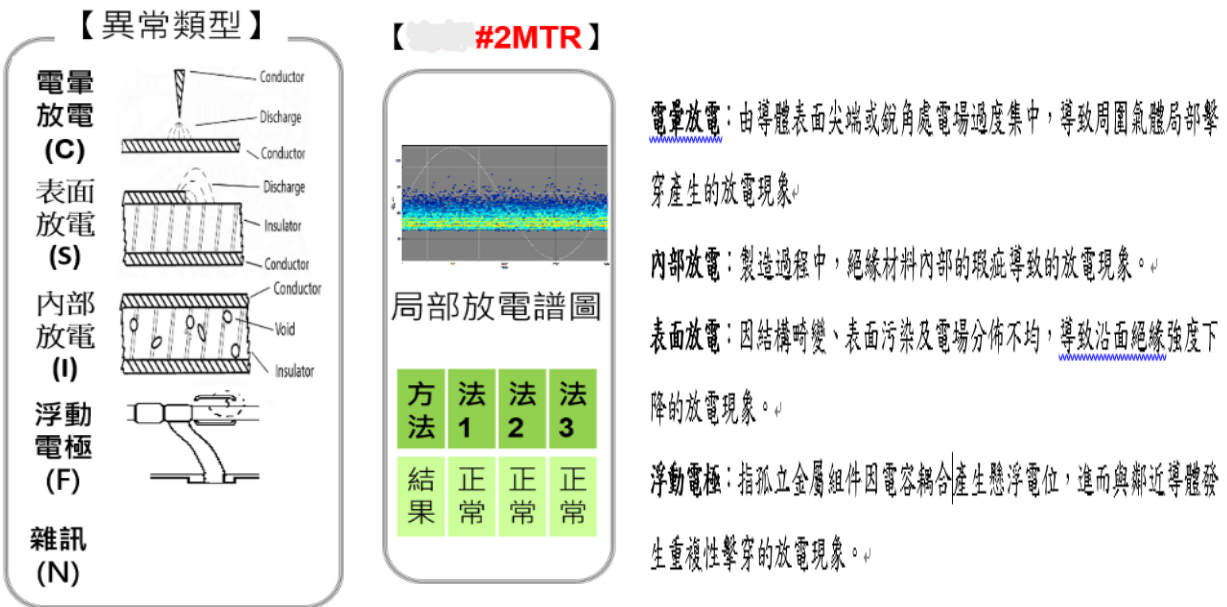 【異常類型】
電暈
放電
(C)
Conductor
Discharge
Conductor
表面
放電
(S)
Discharge
Insulator
Conductor
內部
放電
(I)
Conductor
Void
Insulator
浮動
電極
(F)
雜訊
(N)
【 #2MTR】
局部放電譜圖
方法 法1 法2 法3
結果 正常 正常 正常
電暈放電：由導體表面尖端或銳角處電場過度集中，導致周圍氣體局部擊
穿產生的放電現象
內部放電：製造過程中，絕緣材料內部的瑕疵導致的放電現象。
表面放電：因結構畸變、表面污染及電場分佈不均，導致沿面絕緣強度下
降的放電現象。
浮動電極：指孤立金屬組件因電容耦合產生懸浮電位，進而與鄰近導體發
生重複性擊穿的放電現象。